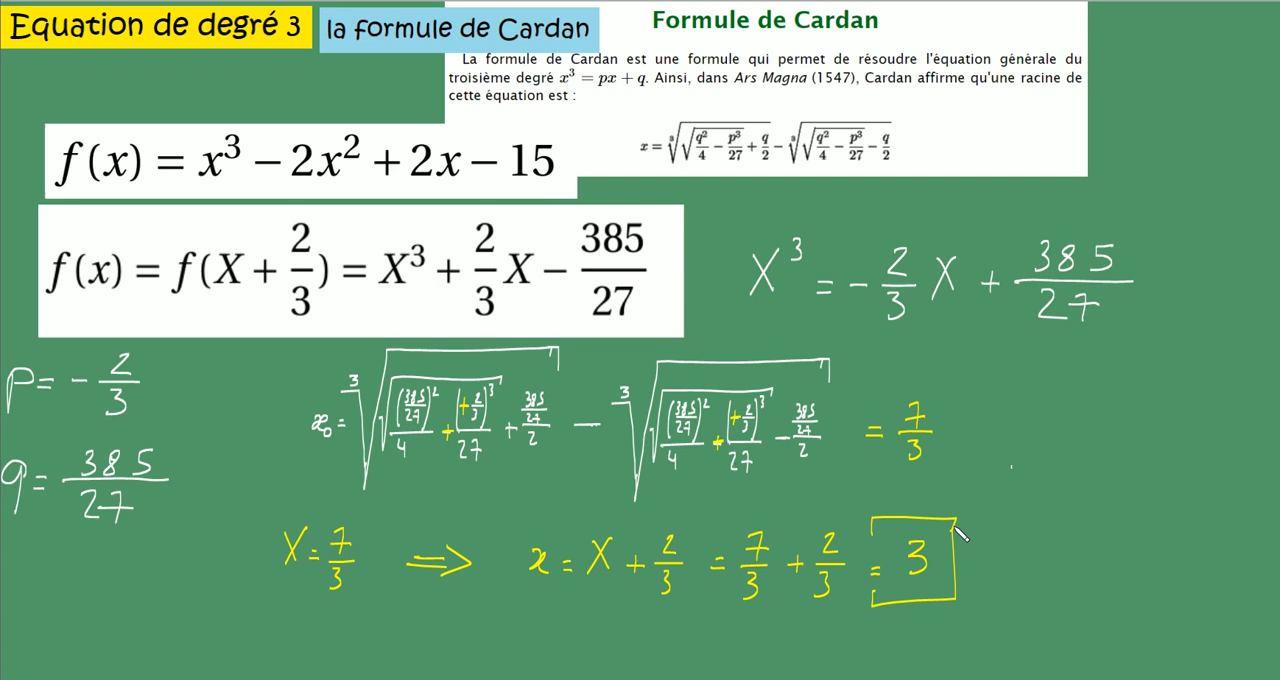 Equation de degré 3
la formule de Cardan
Formule de Cardan
La formule de Cardan est une formule qui permet de résoudre l'équation générale du
troisième degré x³ = px + q. Ainsi, dans Ars Magna (1547), Cardan affirme qu'une racine de
cette équation est :
x = ∛(√(q²/4 − p³/27) + q/2) − ∛(√(q²/4 − p³/27) − q/2)
f(x) = x³ − 2x² + 2x − 15
f(x) = f(X + 2/3) = X³ + 2/3 X − 385/27
X³ = − 2/3 X + 385/27
p = − 2/3
q = 385/27
x₀ = ∛(√((385/27)²/4 + (+2/3)³/27) + (385/27)/2) − ∛(√((385/27)²/4 + (+2/3)³/27) − (385/27)/2) = 7/3
X = 7/3 ⟹ x = X + 2/3 = 7/3 + 2/3 = 3